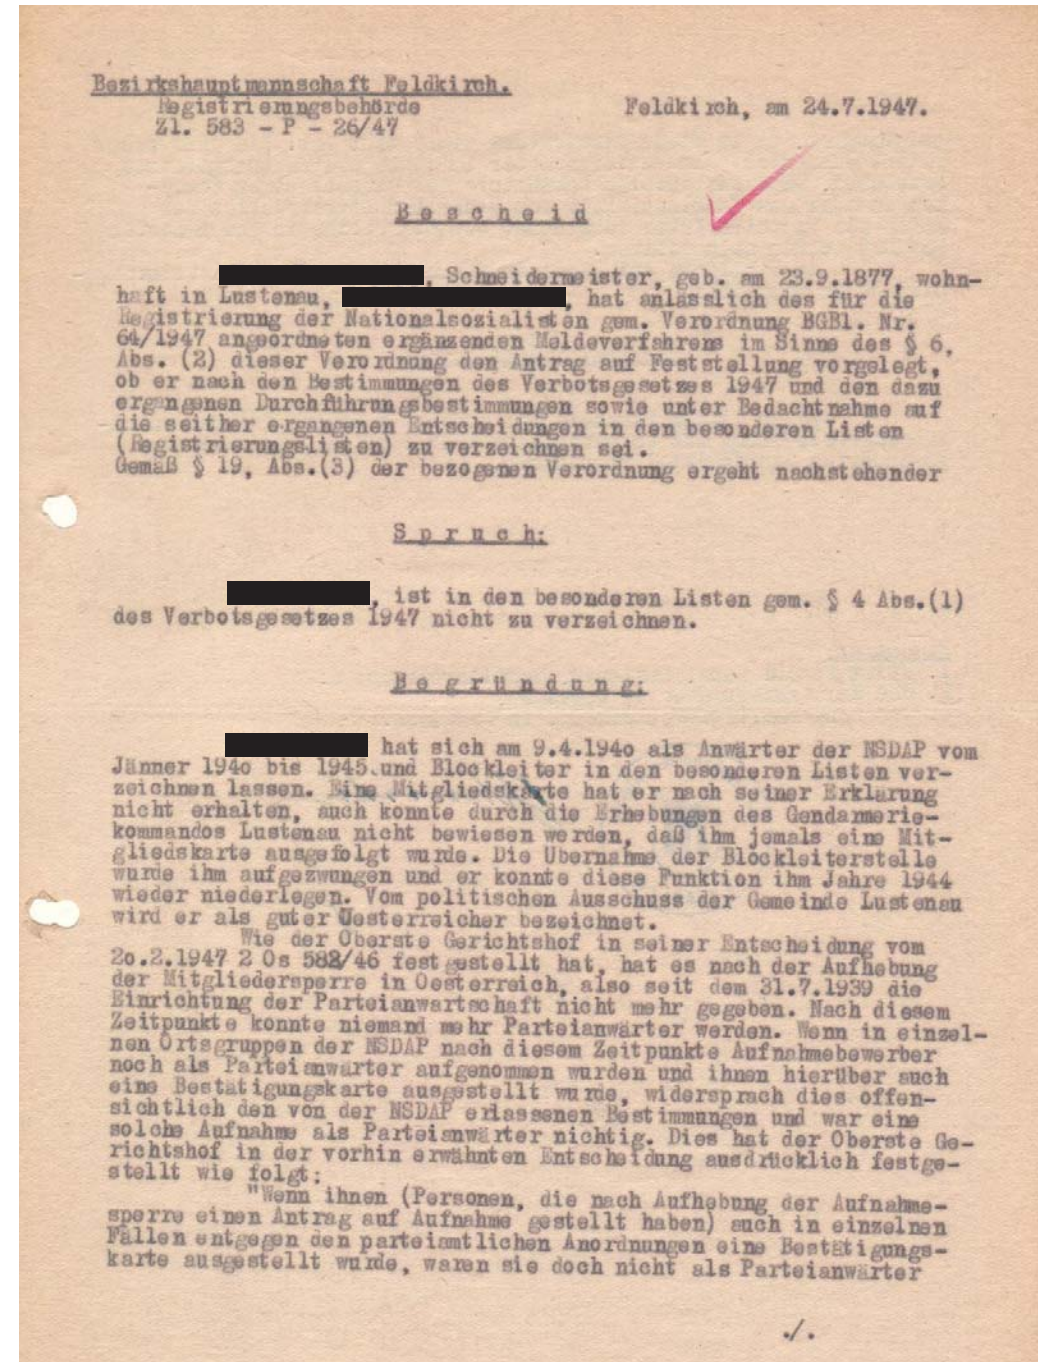 Bezirkshauptmannschaft Feldkirch.
Registrierungsbehörde
Zl. 583 - P - 26/47
Feldkirch, am 24.7.1947.
Bescheid
, Schneidermeister, geb. am 23.9.1877, wohn-
haft in Lustenau, , hat anlässlich des für die
Registrierung der Nationalsozialisten gem. Verordnung BGBl. Nr.
64/1947 angeordneten ergänzenden Meldeverfahrens im Sinne des § 6,
Abs. (2) dieser Verordnung den Antrag auf Feststellung vorgelegt,
ob er nach den Bestimmungen des Verbotsgesetzes 1947 und den dazu
ergangenen Durchführungsbestimmungen sowie unter Bedachtnahme auf
die seither ergangenen Entscheidungen in den besonderen Listen
(Registrierungslisten) zu verzeichnen sei.
Gemäß § 19, Abs.(3) der bezogenen Verordnung ergeht nachstehender
Spruch:
, ist in den besonderen Listen gem. § 4 Abs.(1)
des Verbotsgesetzes 1947 nicht zu verzeichnen.
Begründung:
hat sich am 9.4.194o als Anwärter der NSDAP vom
Jänner 194o bis 1945 und Blockleiter in den besonderen Listen ver-
zeichnen lassen. Eine Mitgliedskarte hat er nach seiner Erklärung
nicht erhalten, auch konnte durch die Erhebungen des Gendarmerie-
kommandos Lustenau nicht bewiesen werden, daß ihm jemals eine Mit-
gliedskarte ausgefolgt wurde. Die Übernahme der Blockleiterstelle
wurde ihm aufgezwungen und er konnte diese Funktion ihm Jahre 1944
wieder niederlegen. Vom politischen Ausschuss der Gemeinde Lustenau
wird er als guter Oesterreicher bezeichnet.
Wie der Oberste Gerichtshof in seiner Entscheidung vom
2o.2.1947 2 Os 582/46 festgestellt hat, hat es nach der Aufhebung
der Mitgliedersperre in Oesterreich, also seit dem 31.7.1939 die
Einrichtung der Parteianwartschaft nicht mehr gegeben. Nach diesem
Zeitpunkte konnte niemand mehr Parteianwärter werden. Wenn in einzel-
nen Ortsgruppen der NSDAP nach diesem Zeitpunkte Aufnahmebewerber
noch als Parteianwärter aufgenommen wurden und ihnen hierüber auch
eine Bestätigungskarte ausgestellt wurde, widersprach dies offen-
sichtlich den von der NSDAP erlassenen Bestimmungen und war eine
solche Aufnahme als Parteianwärter nichtig. Dies hat der Oberste Ge-
richtshof in der vorhin erwähnten Entscheidung ausdrücklich festge-
stellt wie folgt:
"Wenn ihnen (Personen, die nach Aufhebung der Aufnahme-
sperre einen Antrag auf Aufnahme gestellt haben) auch in einzelnen
Fällen entgegen den parteiamtlichen Anordnungen eine Bestätigungs-
karte ausgestellt wurde, waren sie doch nicht als Parteianwärter
./.